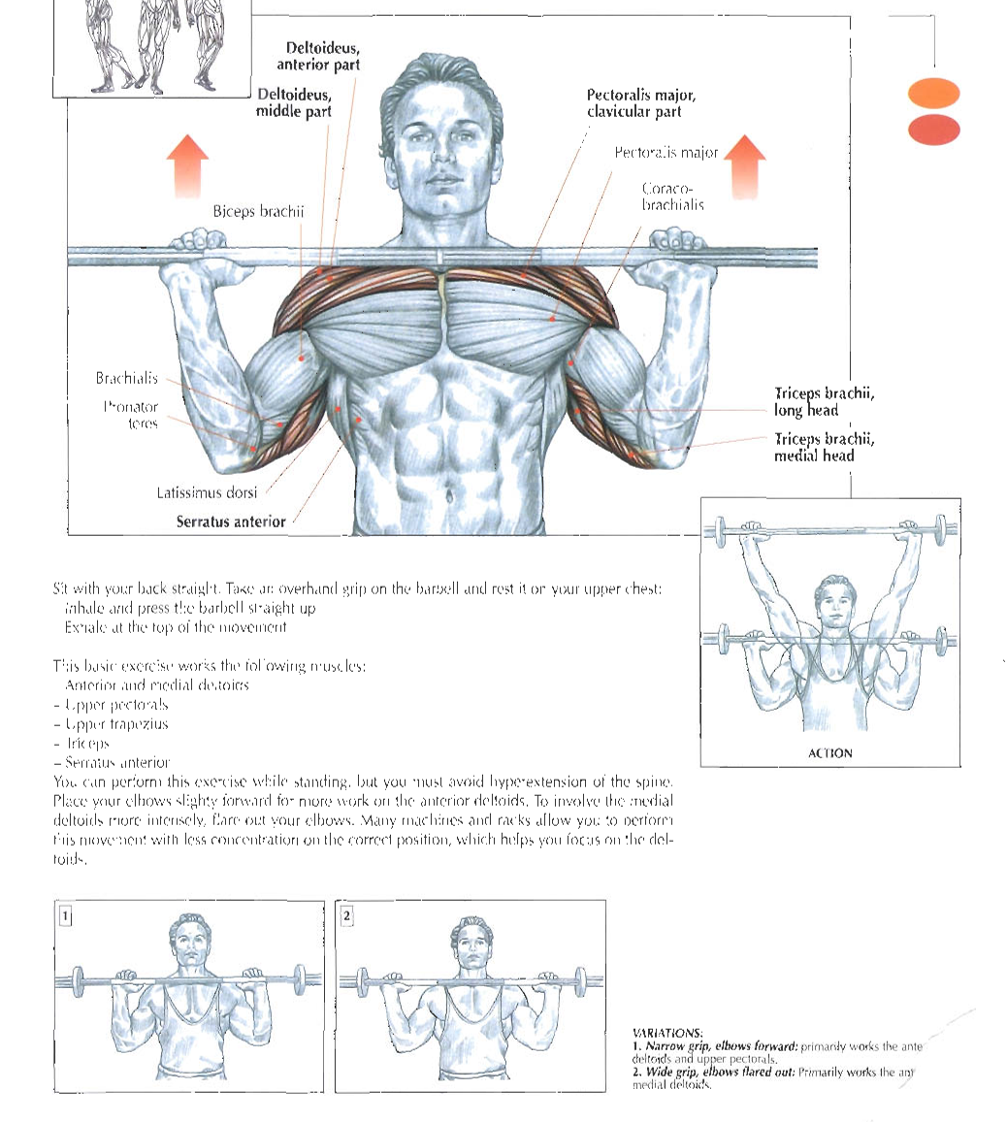 Deltoideus,
anterior part
Deltoideus,
middle part
Pectoralis major,
clavicular part
Pectoralis major
Coraco-
brachialis
Biceps brachii
Brachialis
Pronator
teres
Triceps brachii,
long head
Triceps brachii,
medial head
Latissimus dorsi
Serratus anterior
Sit with your back straight. Take an overhand grip on the barbell and rest it on your upper chest:
Inhale and press the barbell straight up
Exhale at the top of the movement
This basic exercise works the following muscles:
Anterior and medial deltoids
– Upper pectorals
– Upper trapezius
– Triceps
– Serratus anterior
You can perform this exercise while standing, but you must avoid hyperextension of the spine.
Place your elbows slighty forward for more work on the anterior deltoids. To involve the medial
deltoids more intensely, flare out your elbows. Many machines and racks allow you to perform
this movement with less concentration on the correct position, which helps you focus on the del-
toids.
ACTION
1
2
VARIATIONS:
1. Narrow grip, elbows forward: primarily works the ante
deltoids and upper pectorals.
2. Wide grip, elbows flared out: Primarily works the
medial deltoids.